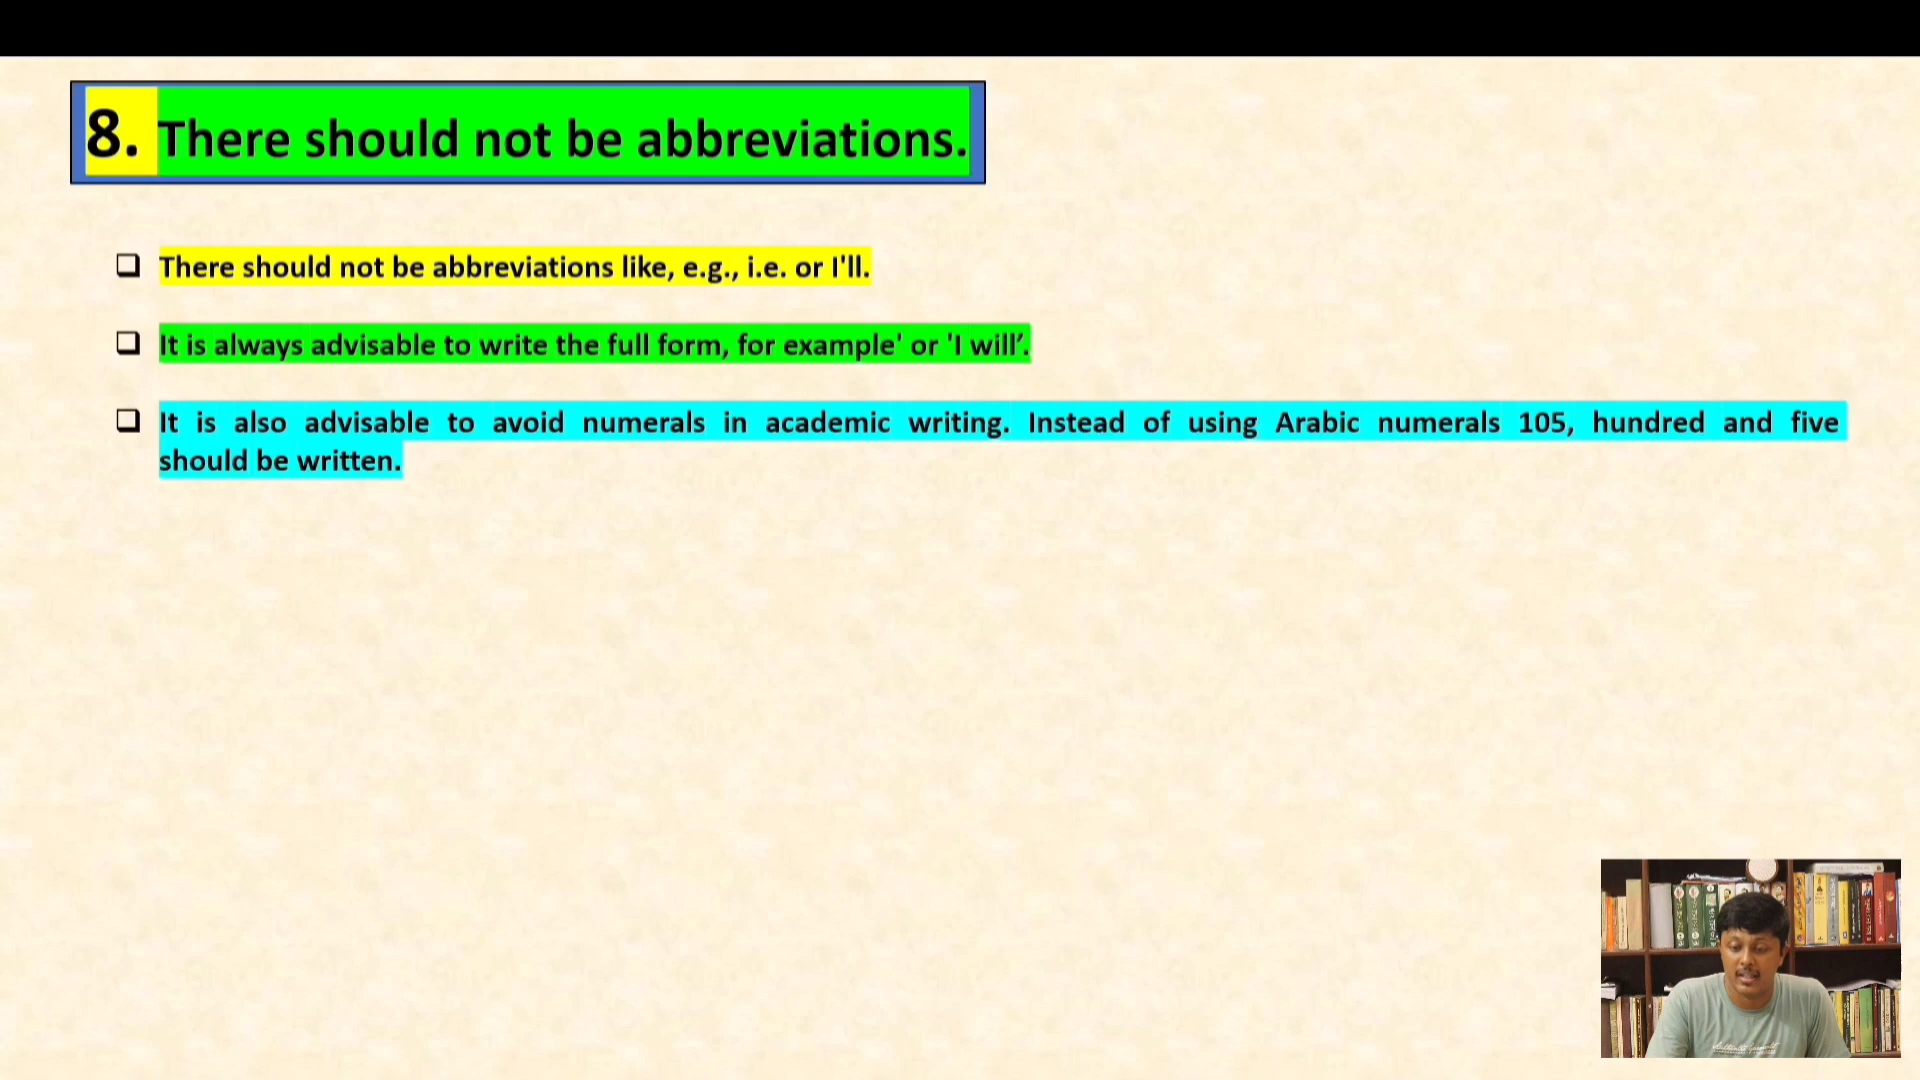 8. There should not be abbreviations.
❑ There should not be abbreviations like, e.g., i.e. or I'll.
❑ It is always advisable to write the full form, for example' or 'I will’.
❑ It is also advisable to avoid numerals in academic writing. Instead of using Arabic numerals 105, hundred and five
should be written.